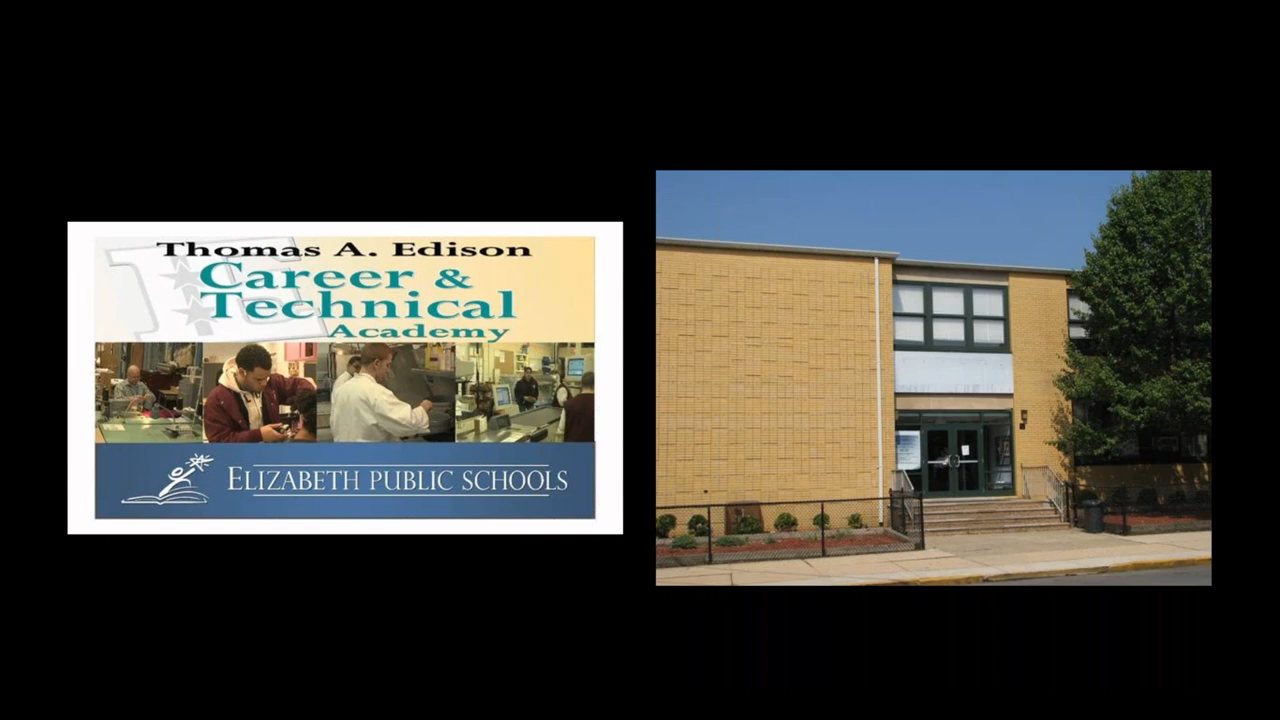 Thomas A. Edison
Career &
Technical
Academy
ELIZABETH PUBLIC SCHOOLS